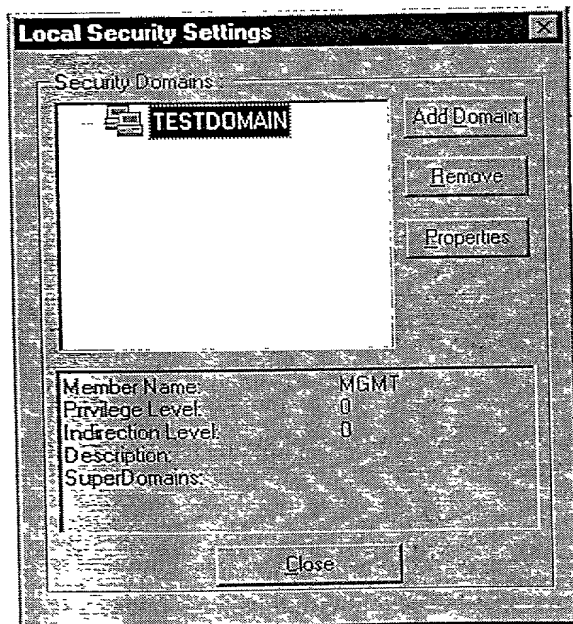 Local Security Settings
Security Domains
TESTDOMAIN
Add Domain
Remove
Properties
Member Name: MGMT
Privilege Level: 0
Indirection Level: 0
Description:
SuperDomains:
Close